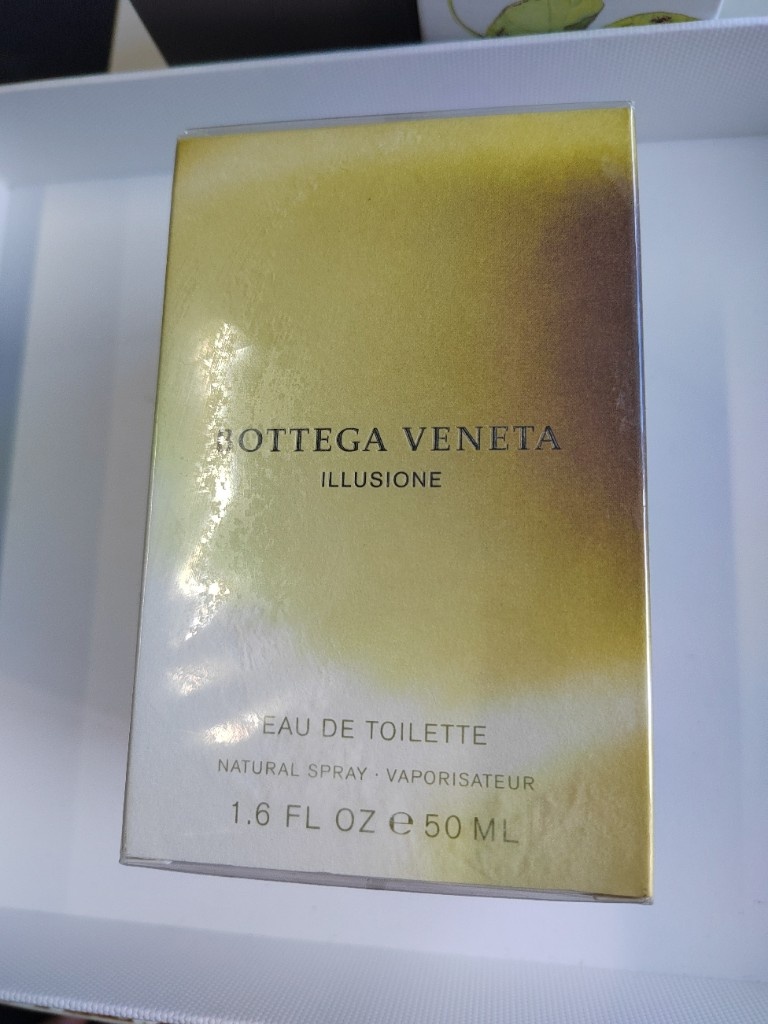 BOTTEGA VENETA
ILLUSIONE
EAU DE TOILETTE
NATURAL SPRAY · VAPORISATEUR
1.6 FL OZ ℮ 50 ML